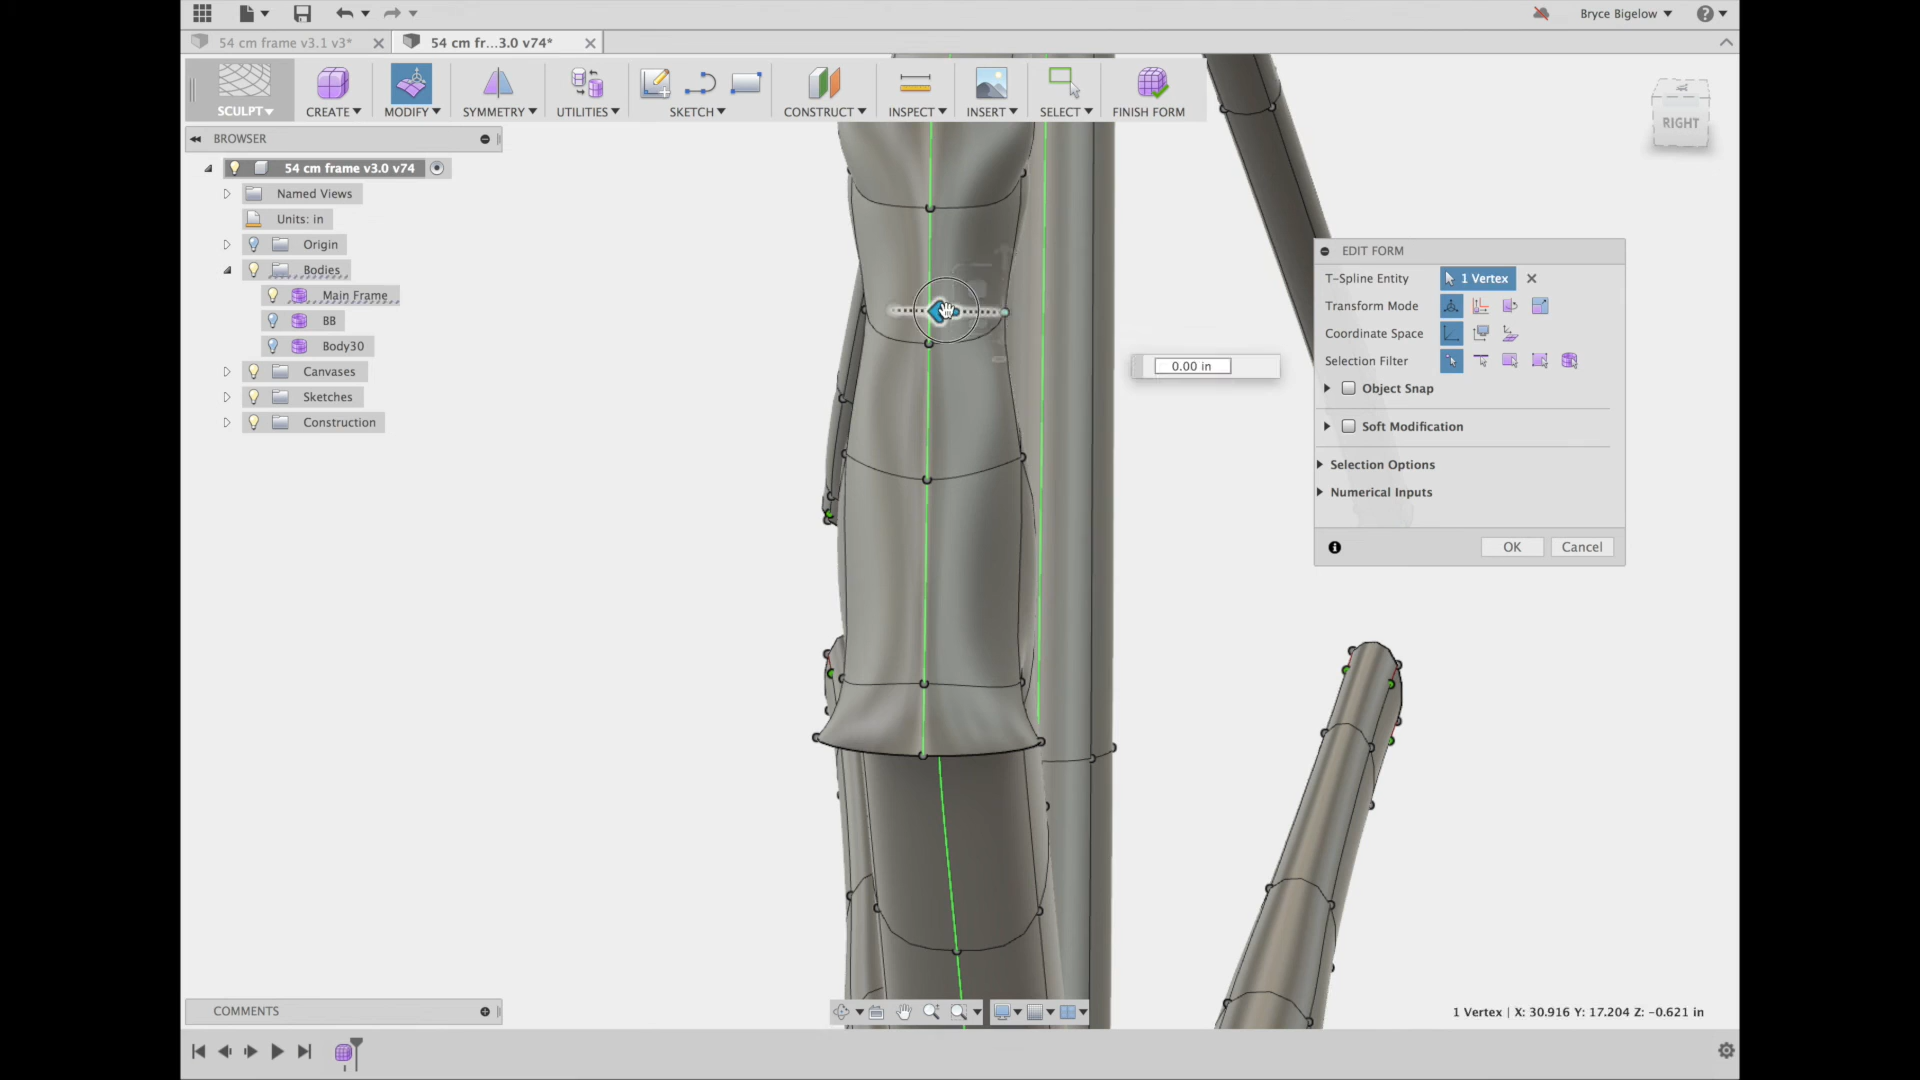 Bryce Bigelow
54 cm frame v3.1 v3*
54 cm fr...3.0 v74*
SCULPT
CREATE
MODIFY
SYMMETRY
UTILITIES
SKETCH
CONSTRUCT
INSPECT
INSERT
SELECT
FINISH FORM
RIGHT
BROWSER
54 cm frame v3.0 v74
Named Views
Units: in
Origin
Bodies
Main Frame
BB
Body30
Canvases
Sketches
Construction
0.00 in
EDIT FORM
T-Spline Entity 1 Vertex
Transform Mode
Coordinate Space
Selection Filter
Object Snap
Soft Modification
Selection Options
Numerical Inputs
OK Cancel
COMMENTS
1 Vertex | X: 30.916 Y: 17.204 Z: -0.621 in